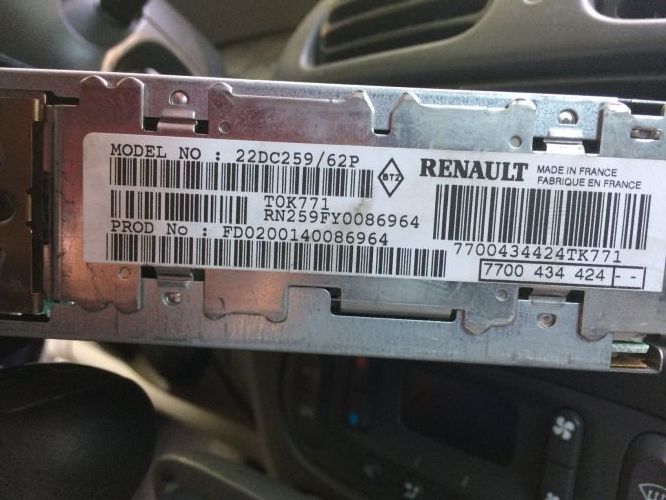 MODEL NO : 22DC259/62P
BT2
RENAULT
MADE IN FRANCE
FABRIQUE EN FRANCE
T0K771
RN259FY0086964
PROD No : FD0200140086964
7700434424TK771
7700 434 424 --